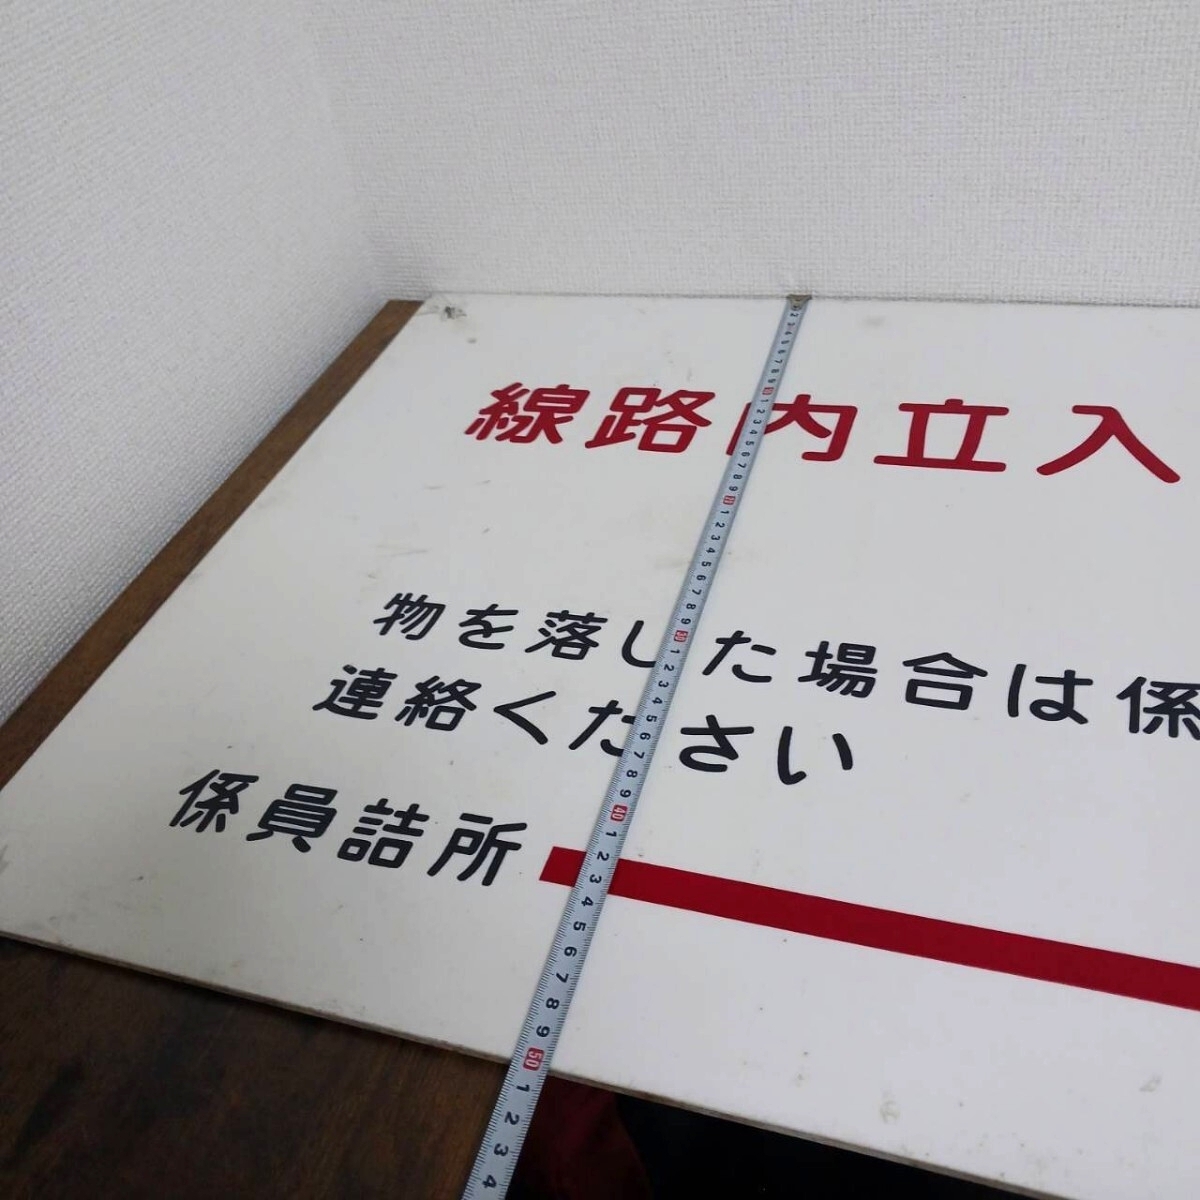 線路内立入
物を落した場合は係
連絡ください
係員詰所